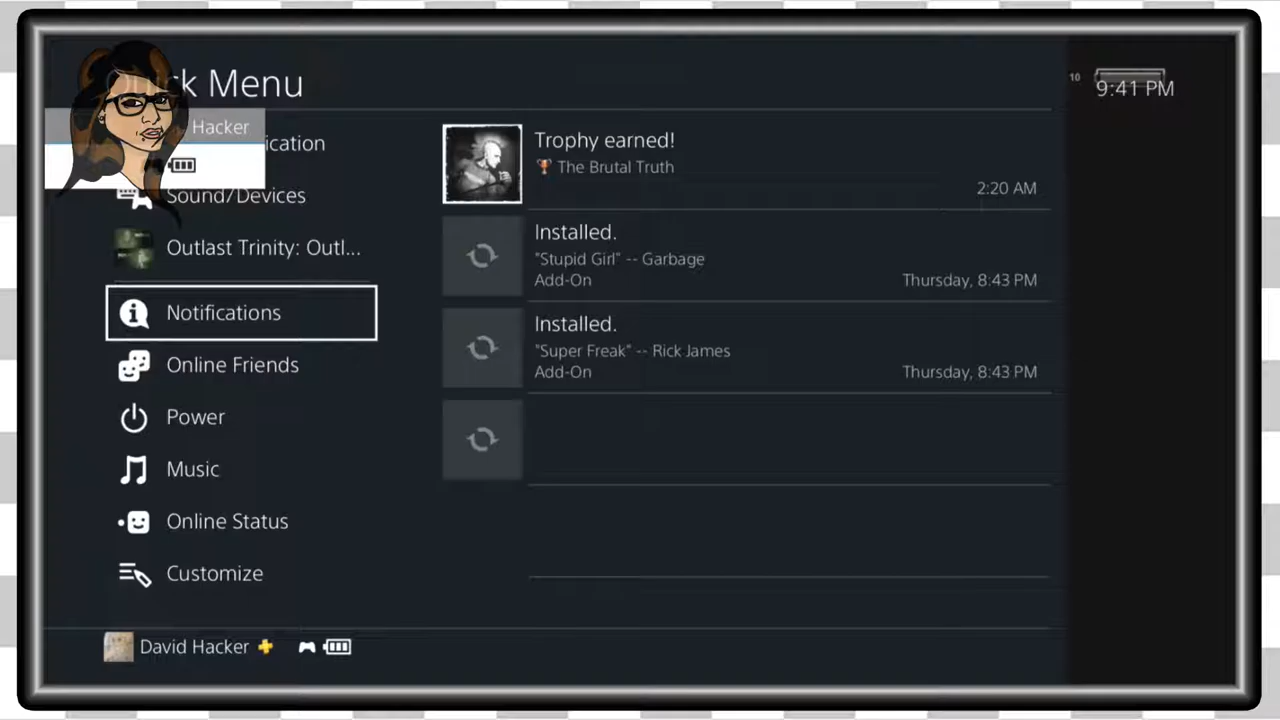 Menu
10
9:41 PM
Hacker
Sound/Devices
Outlast Trinity: Outl...
Notifications
Online Friends
Power
Music
Online Status
Customize
Trophy earned!
The Brutal Truth
2:20 AM
Installed.
"Stupid Girl" -- Garbage
Add-On
Thursday, 8:43 PM
Installed.
"Super Freak" -- Rick James
Add-On
Thursday, 8:43 PM
David Hacker